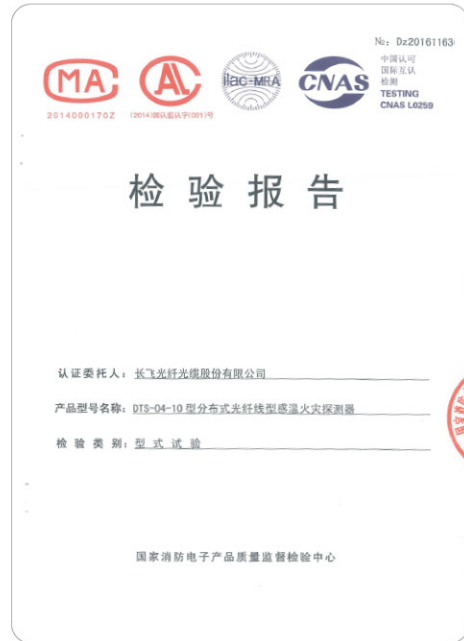 №: Dz20161163
MA
AL
ilac-MRA
CNAS
中国认可
国际互认
检测
TESTING
CNAS L0259
2014000170Z
(2014)国认监认字(001)号
检验报告
认证委托人：长飞光纤光缆股份有限公司
产品型号名称：DTS-04-10型分布式光纤线型感温火灾探测器
检验类别：型式试验
国家消防电子产品质量监督检验中心
国家消防